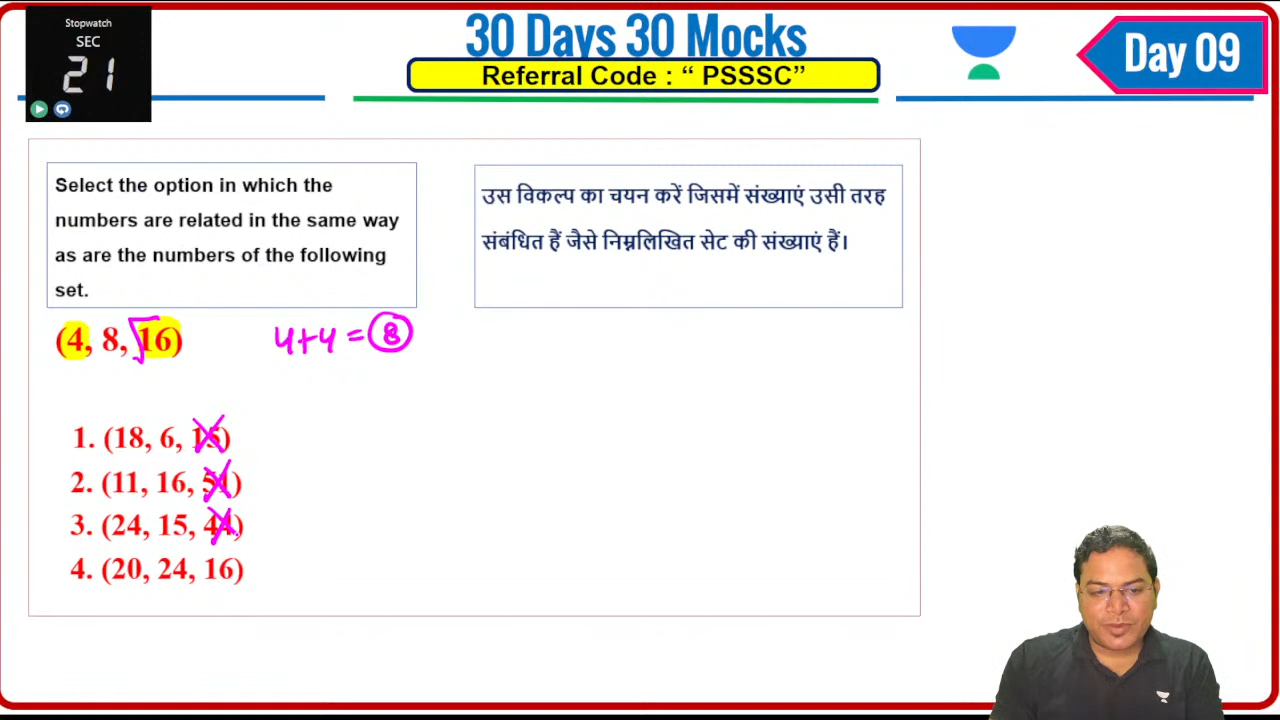 Stopwatch
SEC
21
30 Days 30 Mocks
Referral Code : “ PSSSC”
Day 09
Select the option in which the
numbers are related in the same way
as are the numbers of the following
set.
उस विकल्प का चयन करें जिसमें संख्याएं उसी तरह
संबंधित हैं जैसे निम्नलिखित सेट की संख्याएं हैं।
(4, 8, √16) 4+4 = 8
1. (18, 6, 15)
2. (11, 16, 51)
3. (24, 15, 44)
4. (20, 24, 16)